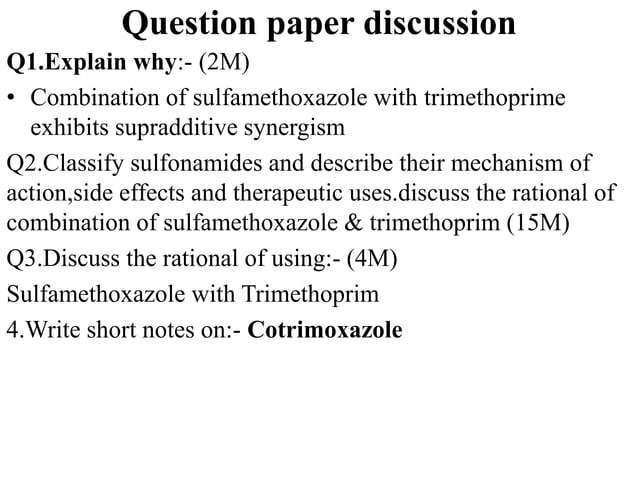 Question paper discussion
Q1.Explain why:- (2M)
• Combination of sulfamethoxazole with trimethoprime
exhibits supradditive synergism
Q2.Classify sulfonamides and describe their mechanism of
action,side effects and therapeutic uses.discuss the rational of
combination of sulfamethoxazole & trimethoprim (15M)
Q3.Discuss the rational of using:- (4M)
Sulfamethoxazole with Trimethoprim
4.Write short notes on:- Cotrimoxazole